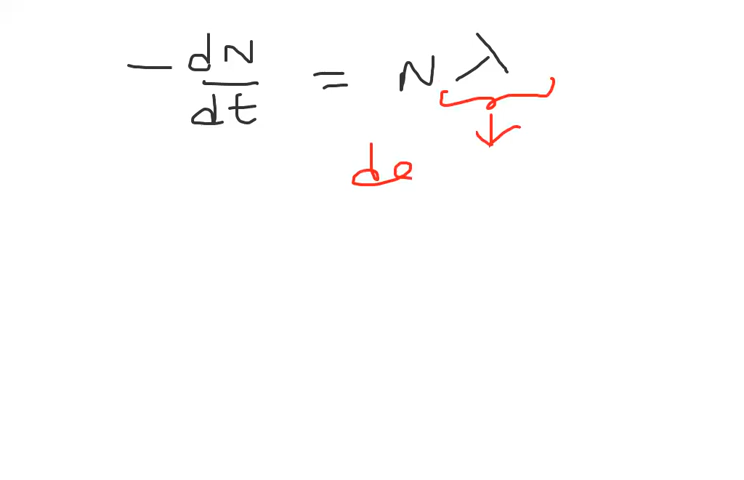 - dN/dt = Nλ
de